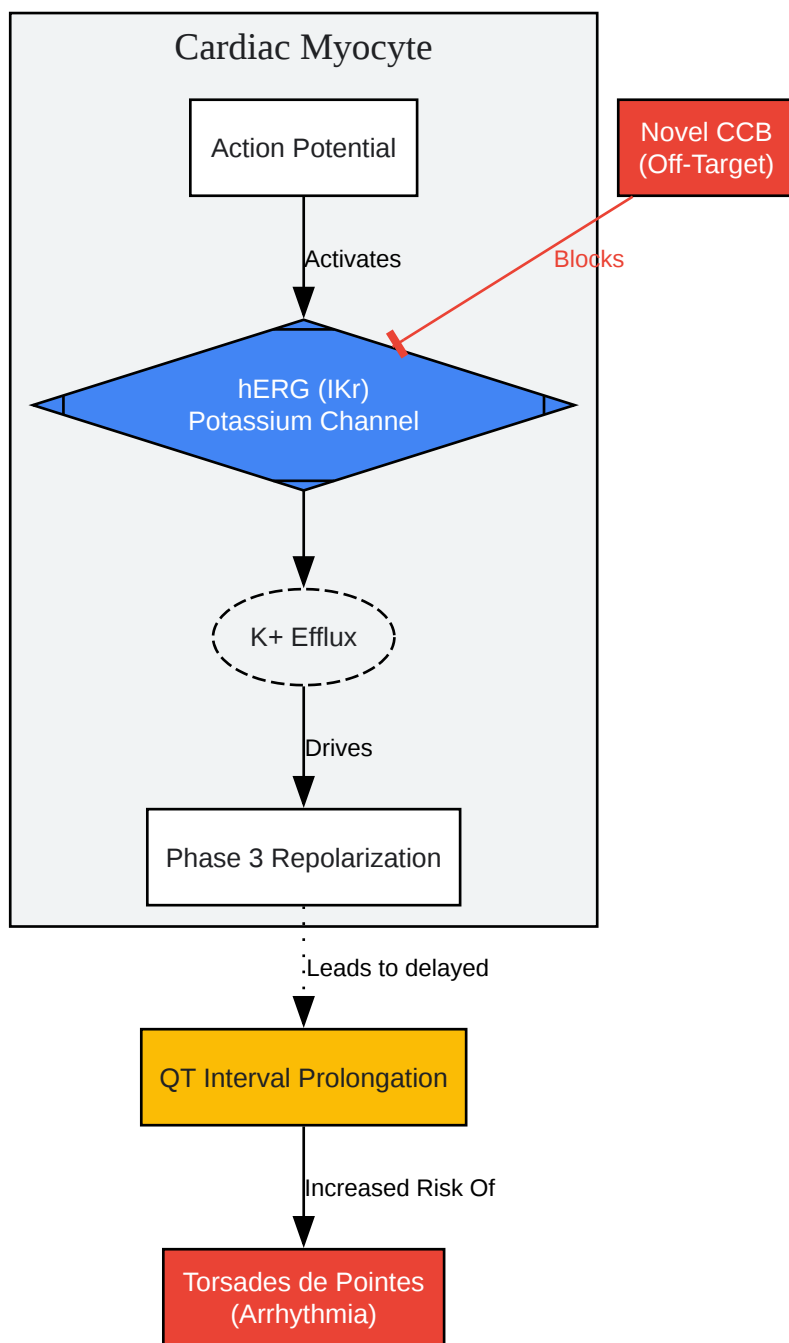 Cardiac Myocyte
Action Potential
Novel CCB
(Off-Target)
Activates
Blocks
hERG (IKr)
Potassium Channel
K+ Efflux
Drives
Phase 3 Repolarization
Leads to delayed
QT Interval Prolongation
Increased Risk Of
Torsades de Pointes
(Arrhythmia)